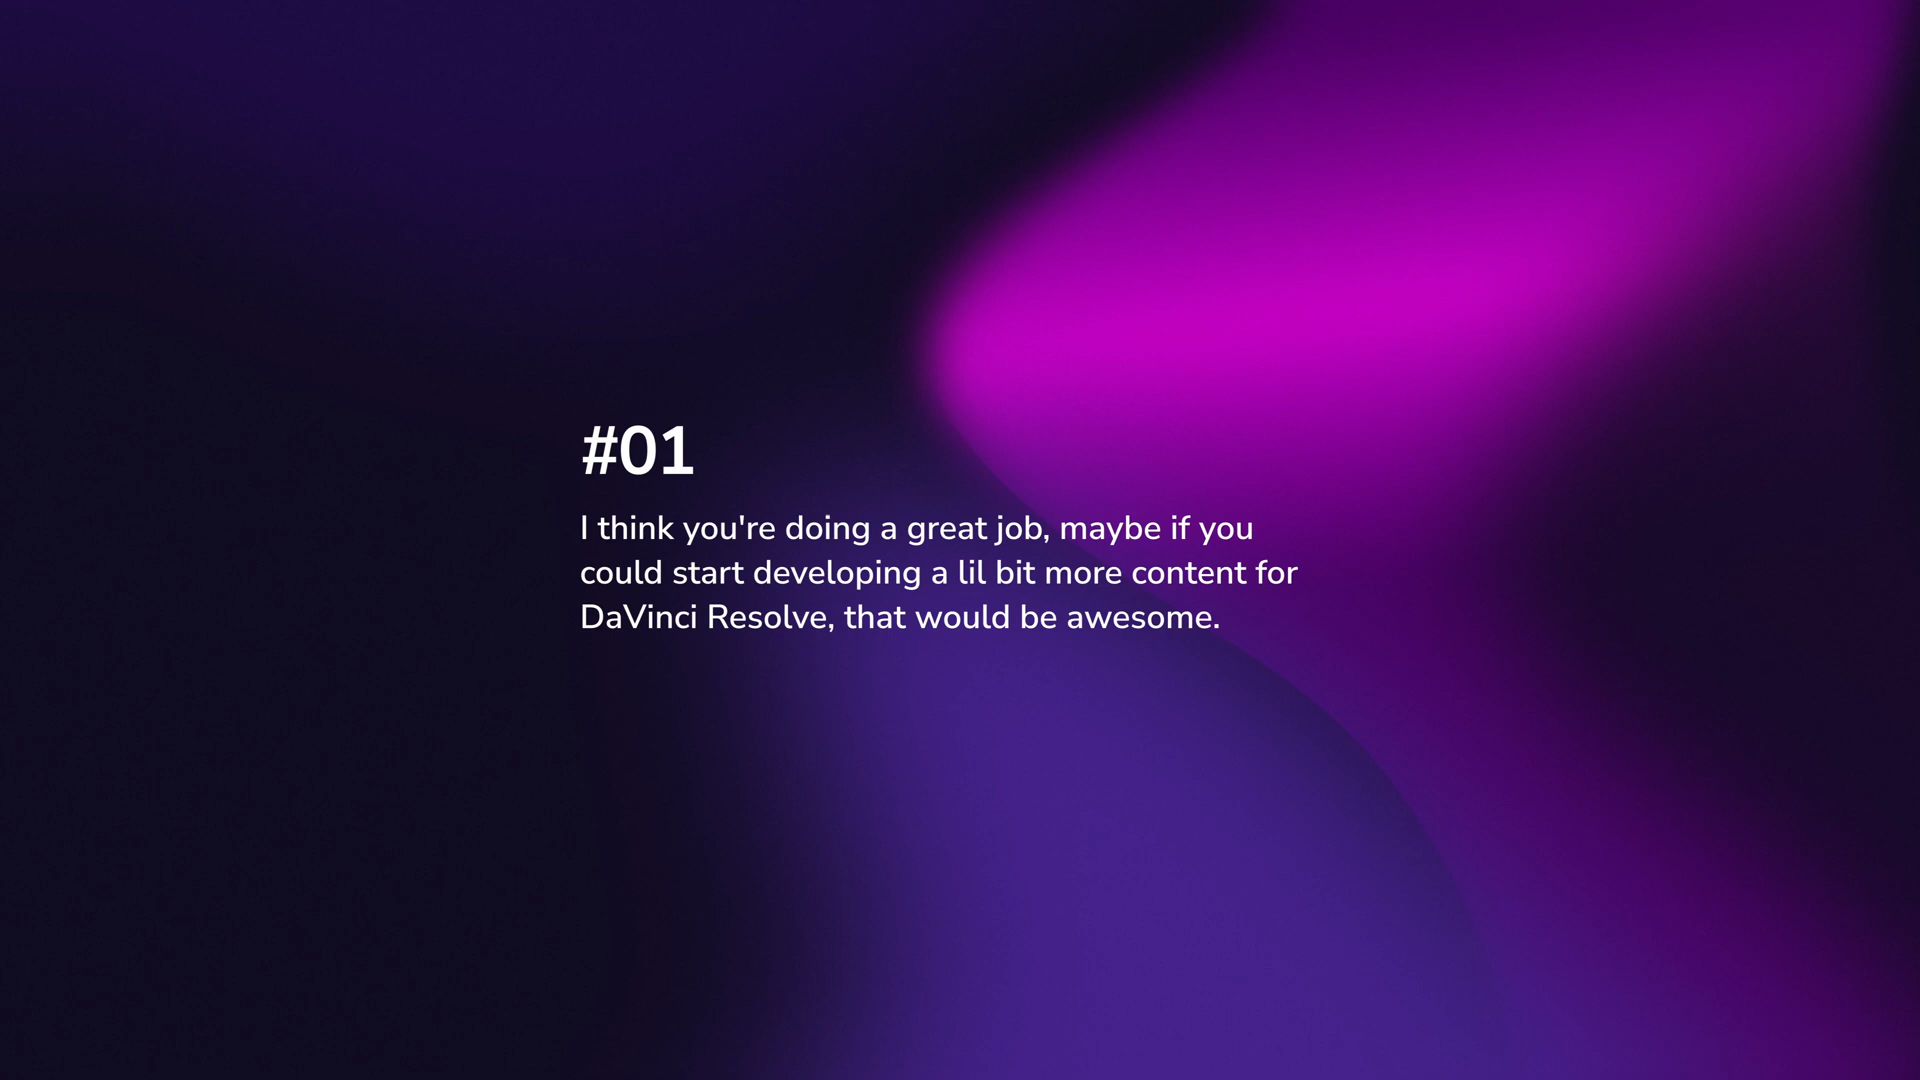 #01
I think you're doing a great job, maybe if you
could start developing a lil bit more content for
DaVinci Resolve, that would be awesome.